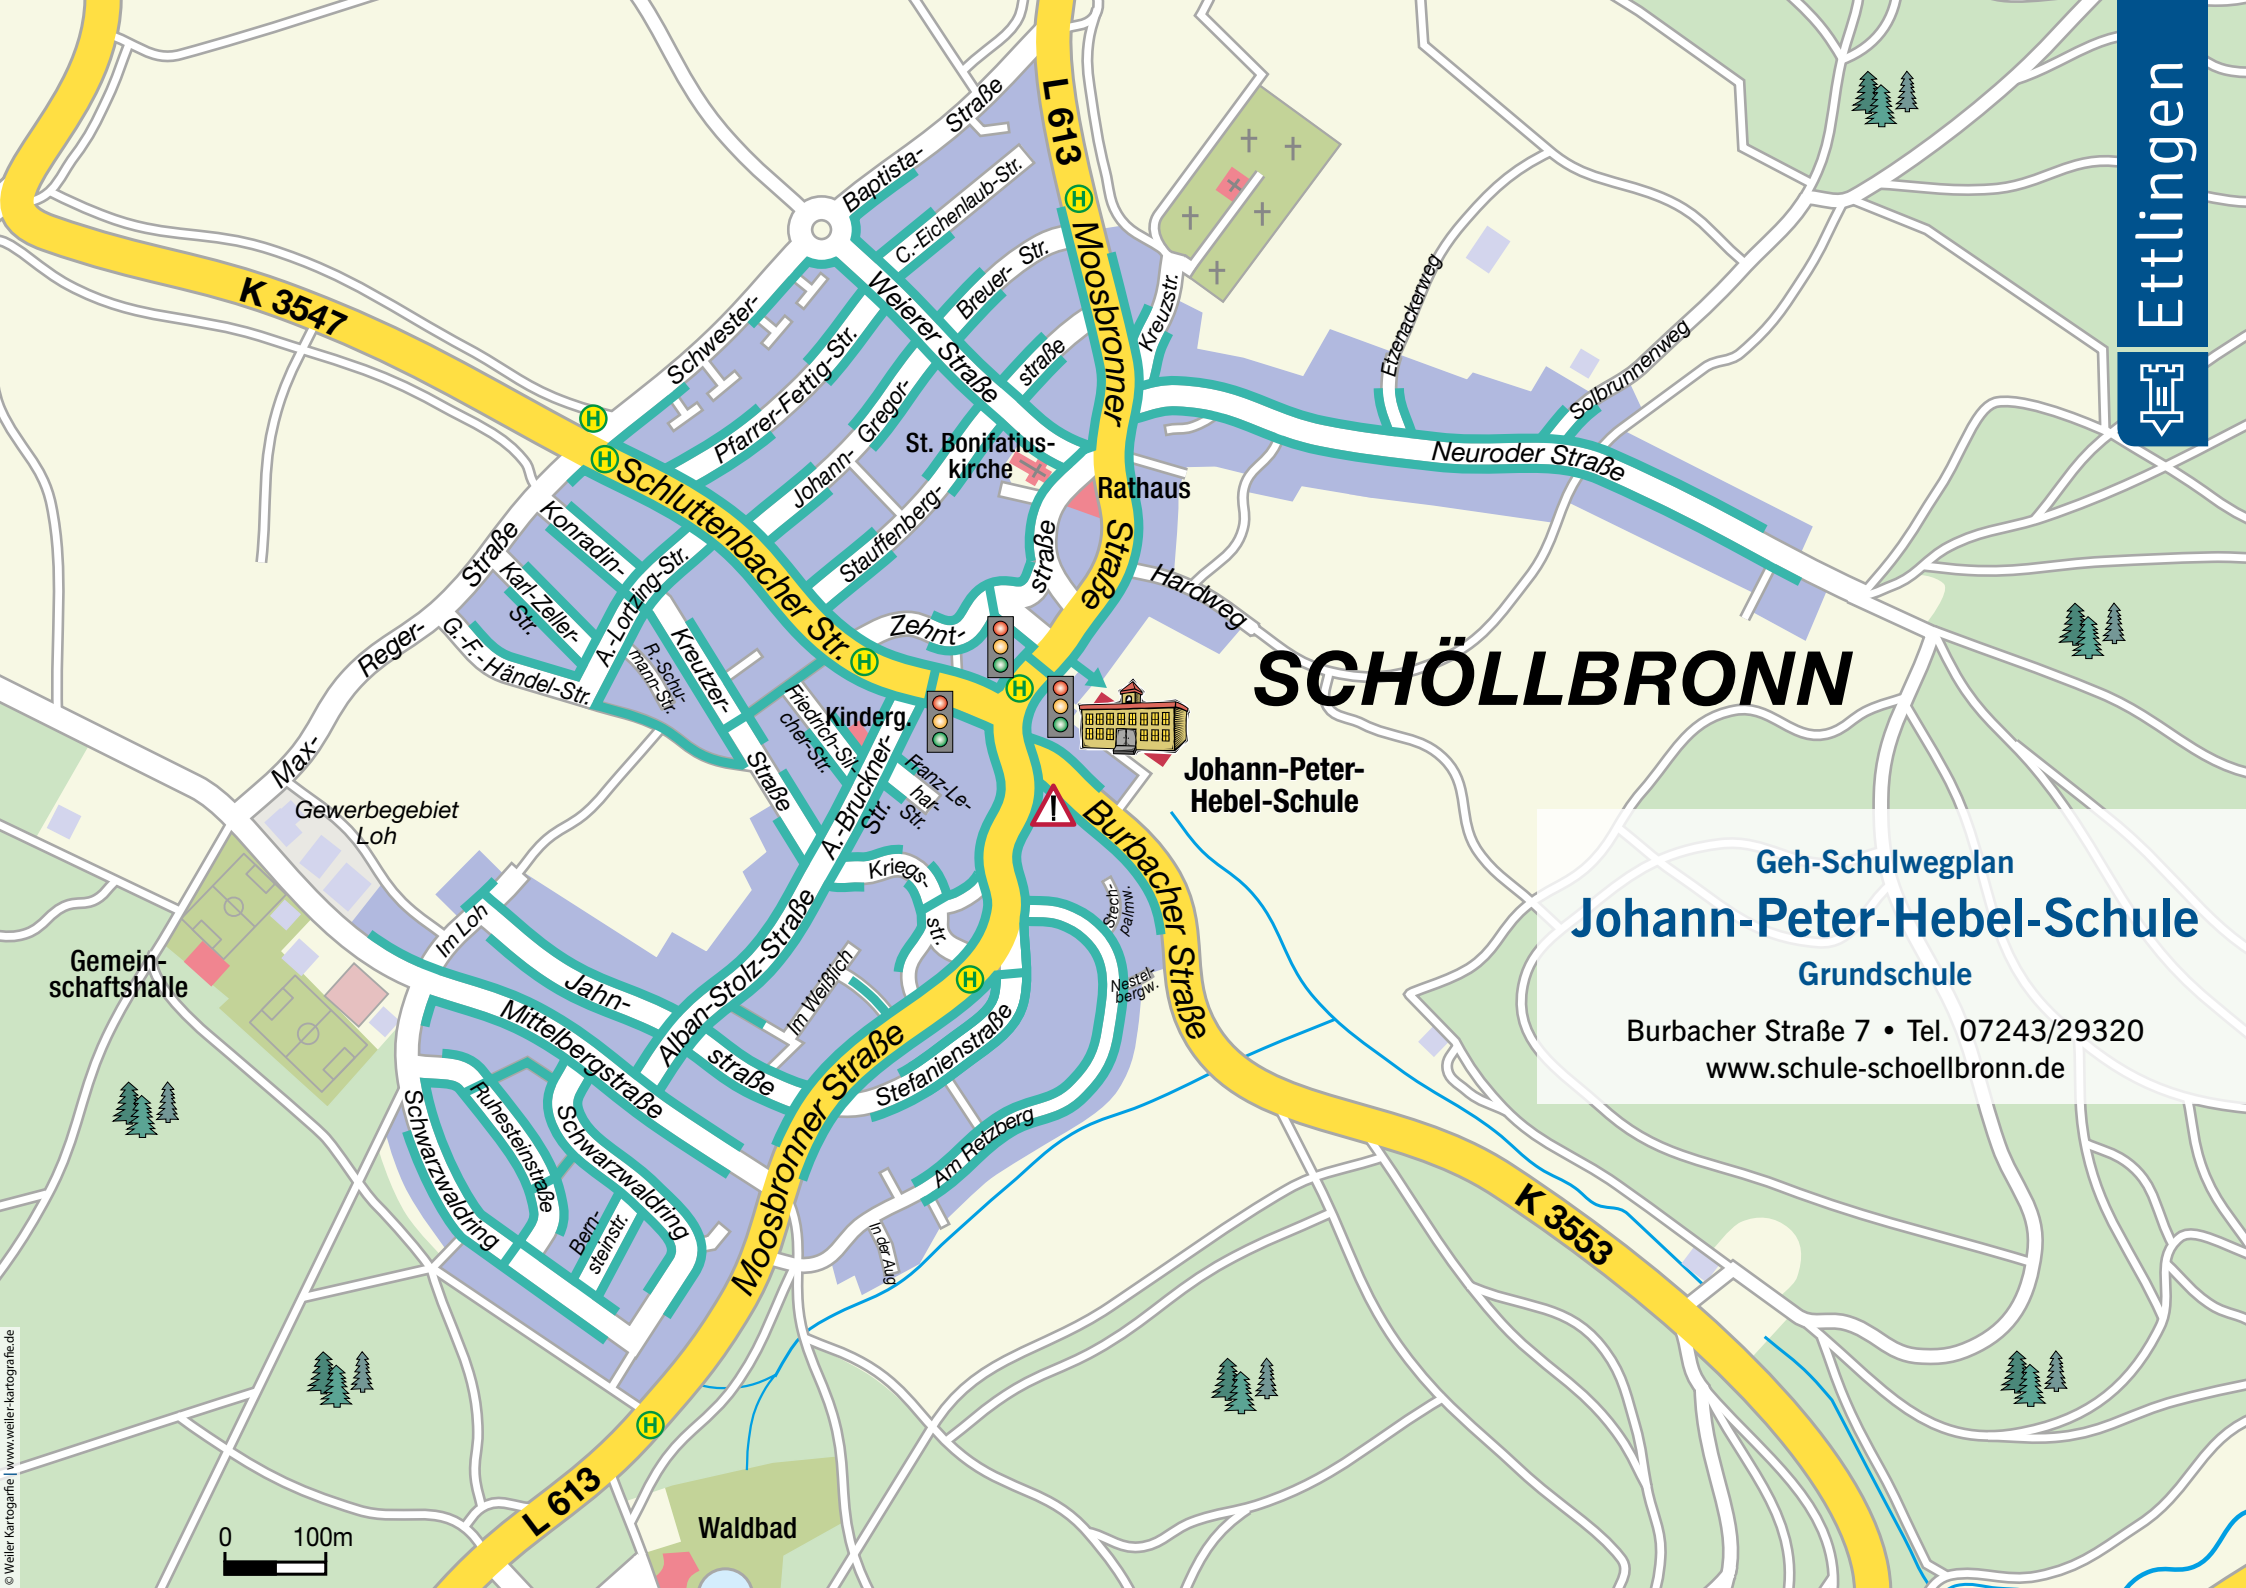 Ettlingen
L 613
Straße
Baptista-
C.-Eichenlaub-Str.
H
Moosbronner
Straße
Breuer- Str.
Weierer Straße
Kreuzstr.
K 3547
Schwester-
Pfarrer-Fettig-Str.
Johann-
Gregor-
straße
Etzenackerweg
Solbrunnenweg
Neuroder Straße
H
H
St. Bonifatius-
kirche
Rathaus
Schluttenbacher Str.
Stauffenberg-
Konradin-
Karl-Zeller-
Str.
A.-Lortzing-Str.
Zehnt-
straße
Hardweg
H
H
SCHÖLLBRONN
Max-
Reger-
Straße
G.-F.-Händel-Str.
R.-Schu-
mann-Str.
Kreutzer-
Straße
Friedrich-Sil-
cher-Str.
Kinderg.
A.-Bruckner-
Str.
Franz-Le-
har-
Str.
Johann-Peter-
Hebel-Schule
!
Burbacher Straße
Gewerbegebiet
Loh
Kriegs-
str.
Stech-
palmw.
Nestel-
bergw.
Im Loh
Gemein-
schaftshalle
Jahn-
straße
Alban-Stolz-Straße
Im Weißlich
H
Mittelbergstraße
Moosbronner Straße
Stefanienstraße
Am Retzberg
In der Aug
Schwarzwaldring
Ruhesteinstraße
Schwarzwaldring
Bern-
steinstr.
K 3553
H
L 613
Waldbad
Geh-Schulwegplan
Johann-Peter-Hebel-Schule
Grundschule
Burbacher Straße 7 • Tel. 07243/29320
www.schule-schoellbronn.de
0 100m
© Weiler Kartogarfie | www.weiler-kartografie.de